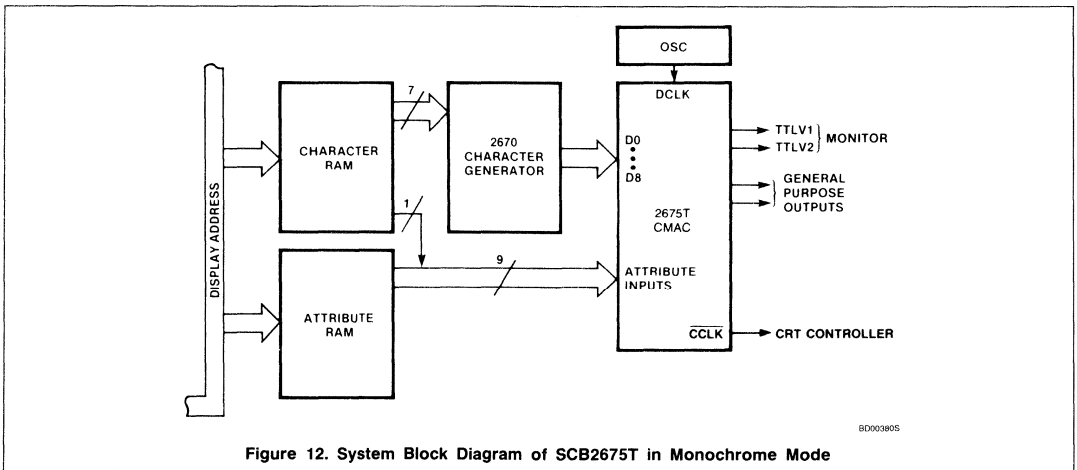 OSC
DCLK
7
CHARACTER
RAM
2670
CHARACTER
GENERATOR
D0
D8
2675T
CMAC
TTLV1
TTLV2
MONITOR
GENERAL
PURPOSE
OUTPUTS
1
DISPLAY ADDRESS
9
ATTRIBUTE
INPUTS
ATTRIBUTE
RAM
CCLK
CRT CONTROLLER
BD00380S
Figure 12. System Block Diagram of SCB2675T in Monochrome Mode